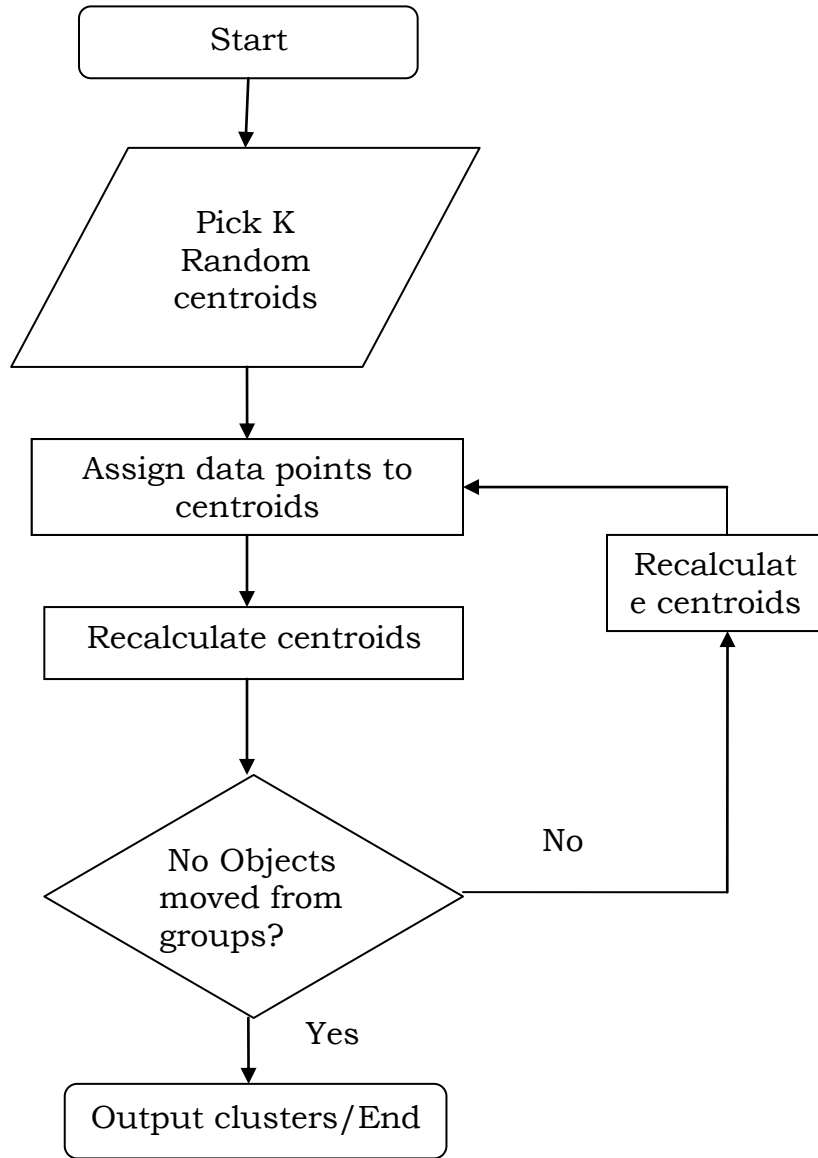 Start
Pick K
Random
centroids
Assign data points to
centroids
Recalculat
e centroids
Recalculate centroids
No
No Objects
moved from
groups?
Yes
Output clusters/End